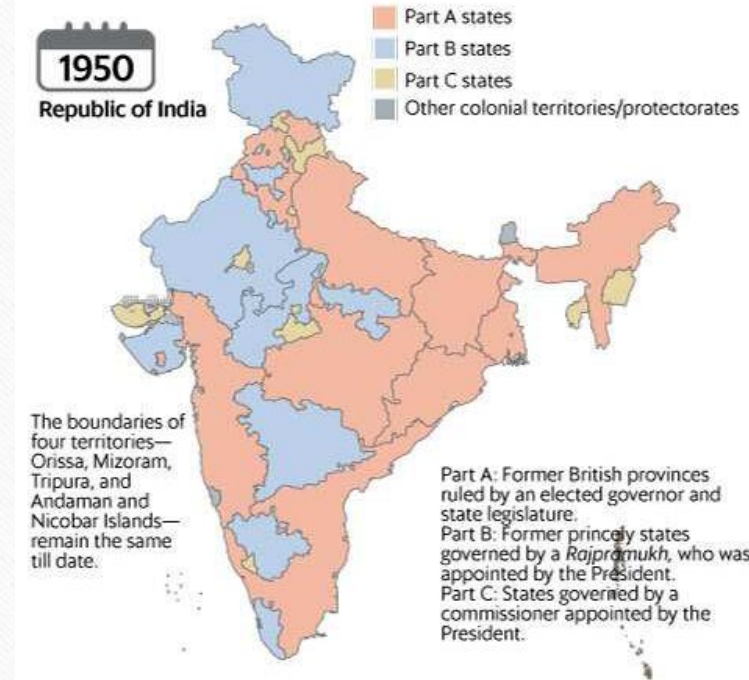 1950
Republic of India
Part A states
Part B states
Part C states
Other colonial territories/protectorates
The boundaries of
four territories—
Orissa, Mizoram,
Tripura, and
Andaman and
Nicobar Islands—
remain the same
till date.
Part A: Former British provinces
ruled by an elected governor and
state legislature.
Part B: Former princely states
governed by a Rajpramukh, who was
appointed by the President.
Part C: States governed by a
commissioner appointed by the
President.